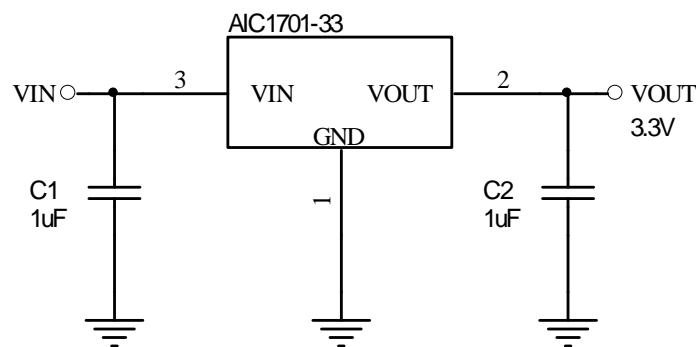 AIC1701-33
VIN
3
VIN
VOUT
2
VOUT
3.3V
GND
1
C1
1uF
C2
1uF